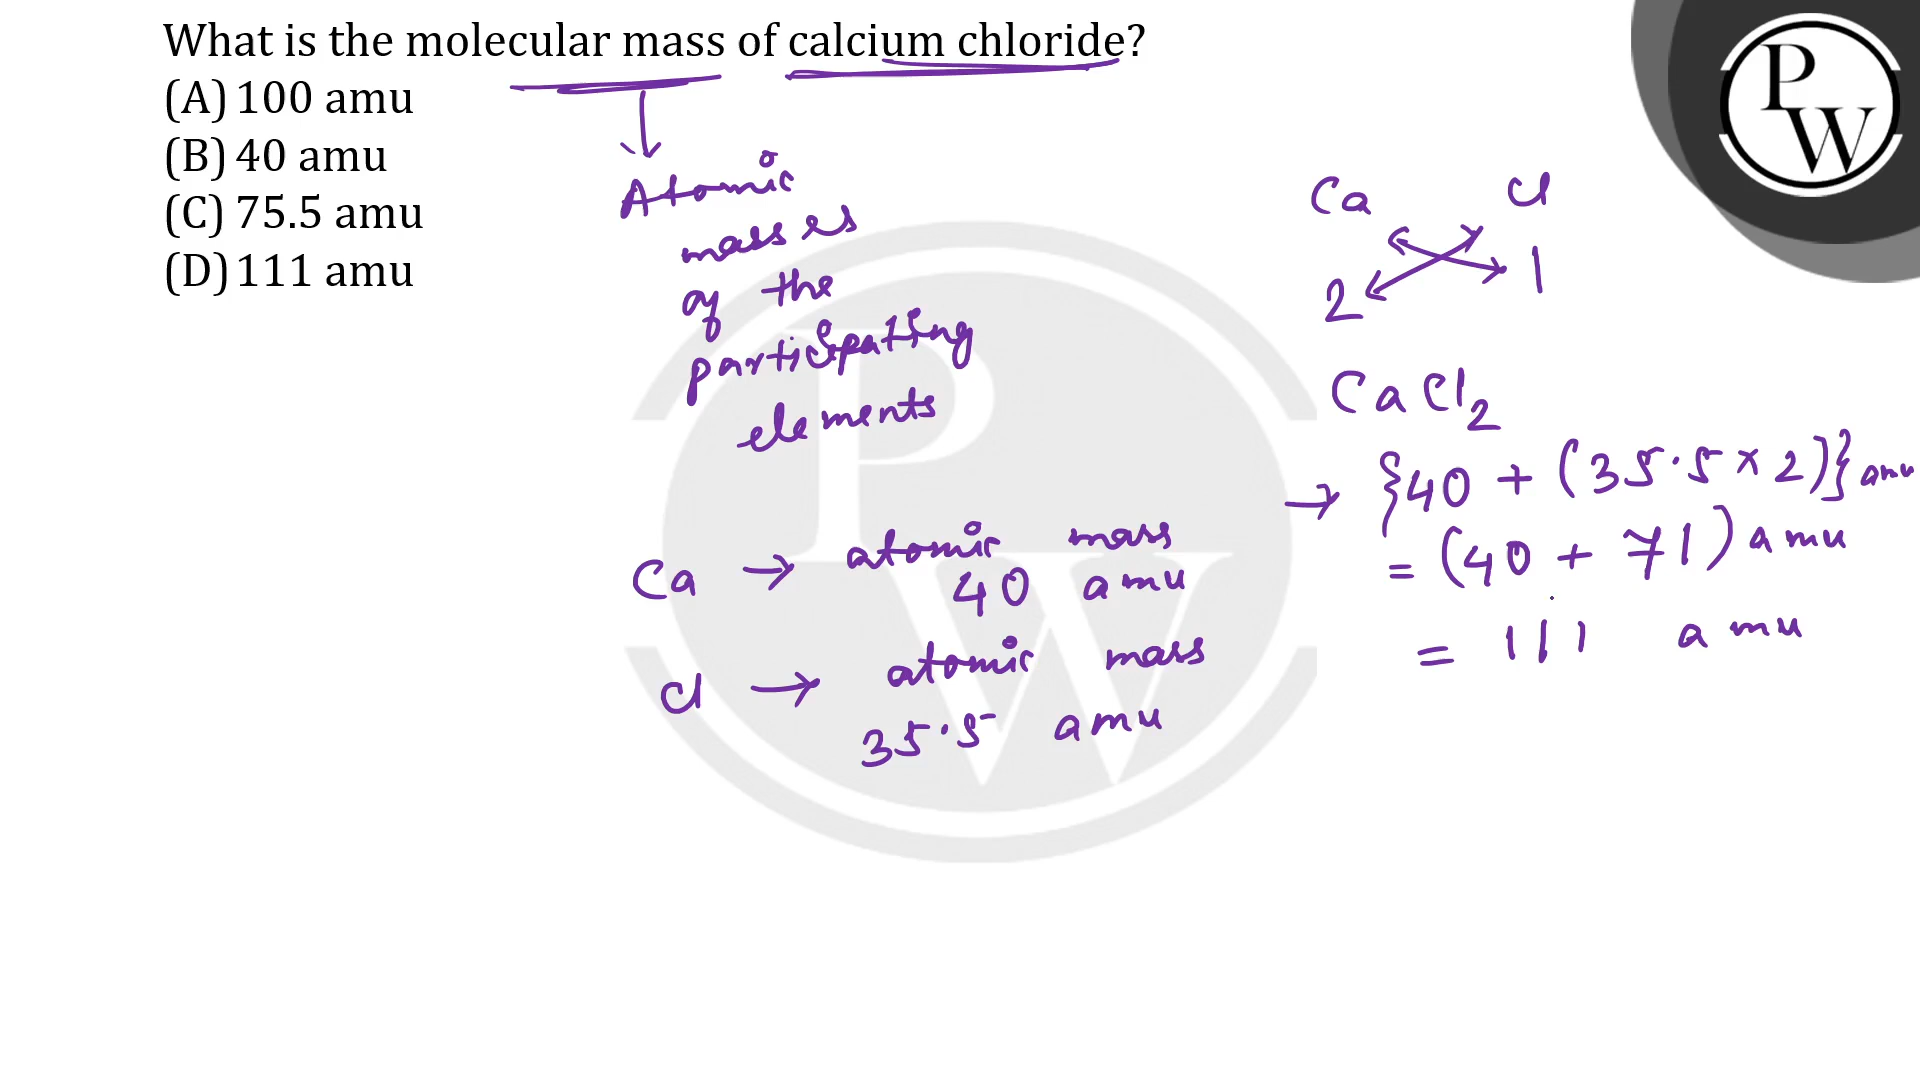 What is the molecular mass of calcium chloride?
(A) 100 amu
(B) 40 amu
(C) 75.5 amu
(D) 111 amu
Atomic
masses
of the
participating
elements
Ca → atomic mass
40 amu
Cl → atomic mass
35.5 amu
PW
Ca Cl
2 1
CaCl₂
→ {40 + (35.5 × 2)} amu
= (40 + 71) amu
= 111 amu
PW